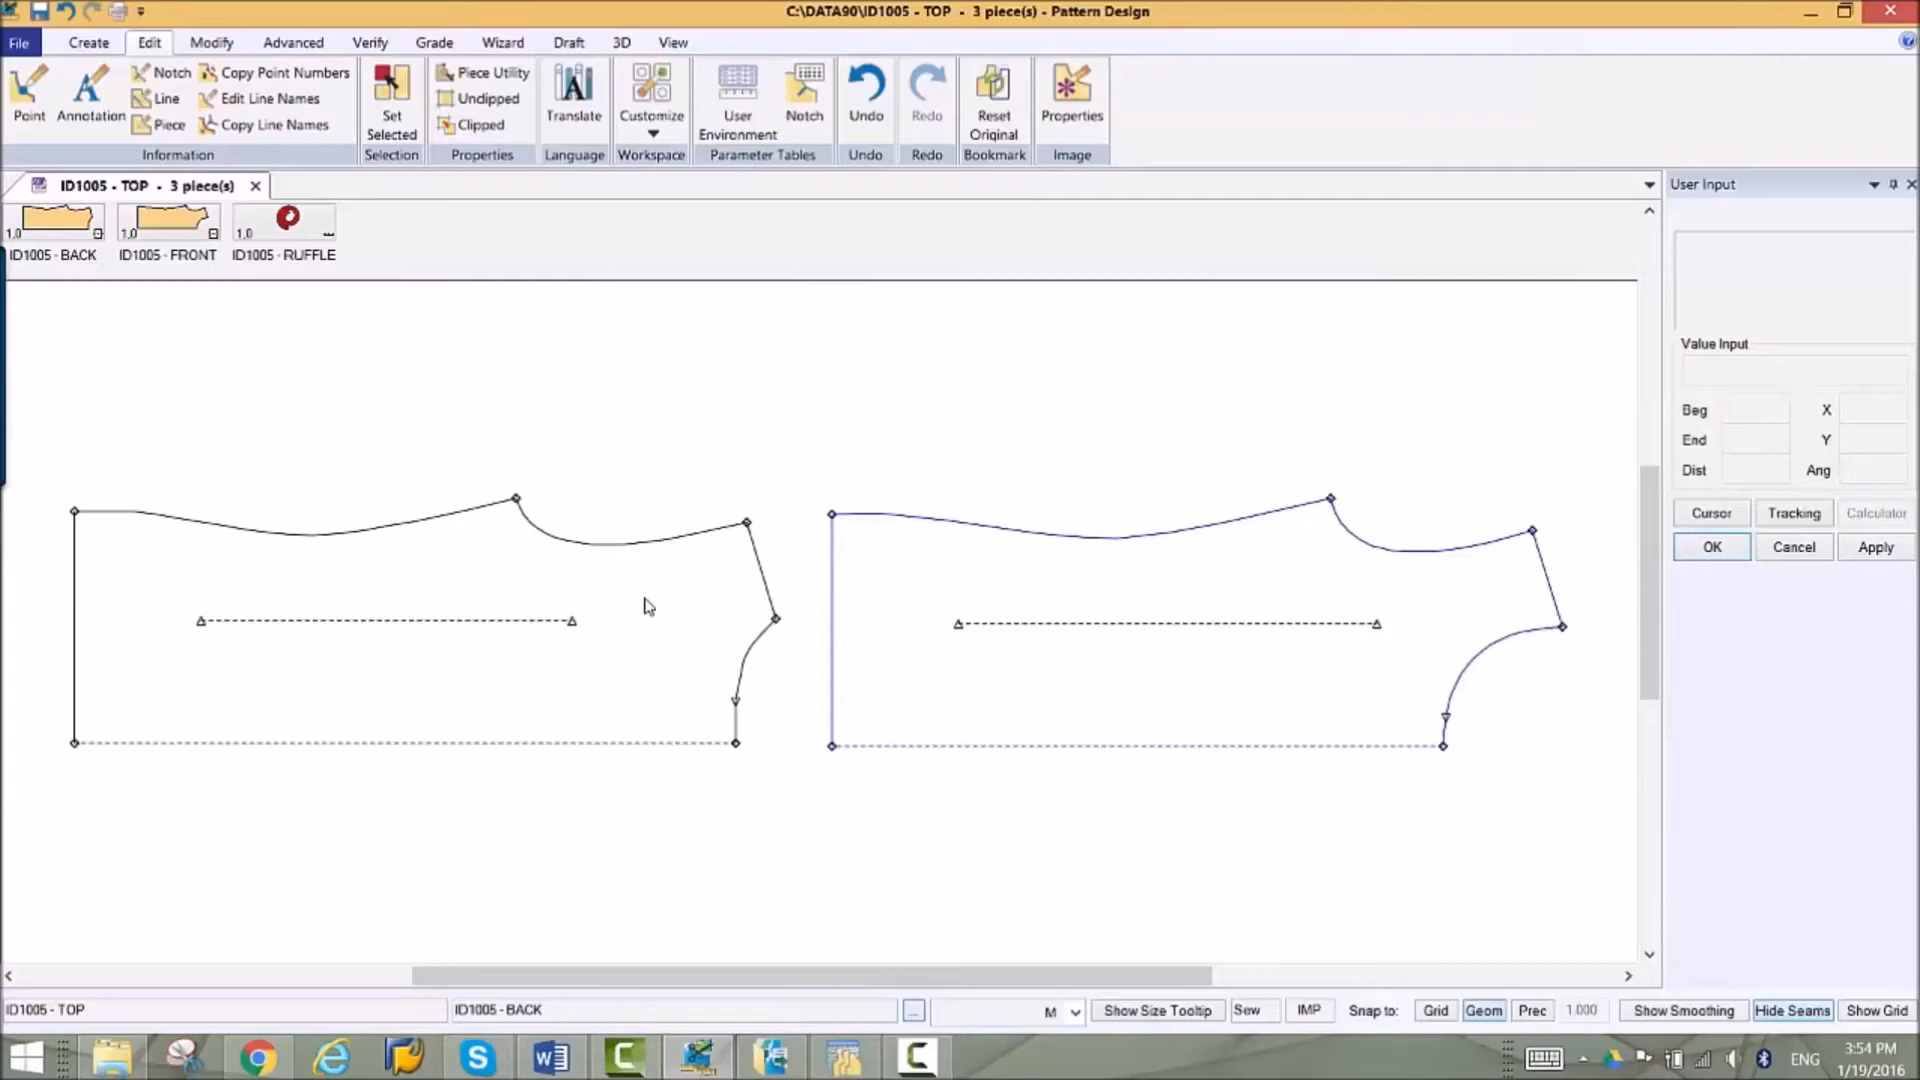 C:\DATA90\ID1005 - TOP - 3 piece(s) - Pattern Design
File Create Edit Modify Advanced Verify Grade Wizard Draft 3D View
Point
Annotation
Notch
Line
Piece
Copy Point Numbers
Edit Line Names
Copy Line Names
Information
Set Selected
Selection
Piece Utility
Undipped
Clipped
Properties
Translate
Language
Customize
Workspace
User Environment
Notch
Parameter Tables
Undo
Undo
Redo
Redo
Reset Original
Bookmark
Properties
Image
ID1005 - TOP - 3 piece(s)
User Input
1,0
1,0
1,0
ID1005 - BACK
ID1005 - FRONT
ID1005 - RUFFLE
Value Input
Beg X
End Y
Dist Ang
Cursor Tracking Calculator
OK Cancel Apply
ID1005 - TOP
ID1005 - BACK
...
M
Show Size Tooltip
Sew
IMP
Snap to:
Grid
Geom
Prec
1.000
Show Smoothing
Hide Seams
Show Grid
ENG
3:54 PM
1/19/2016